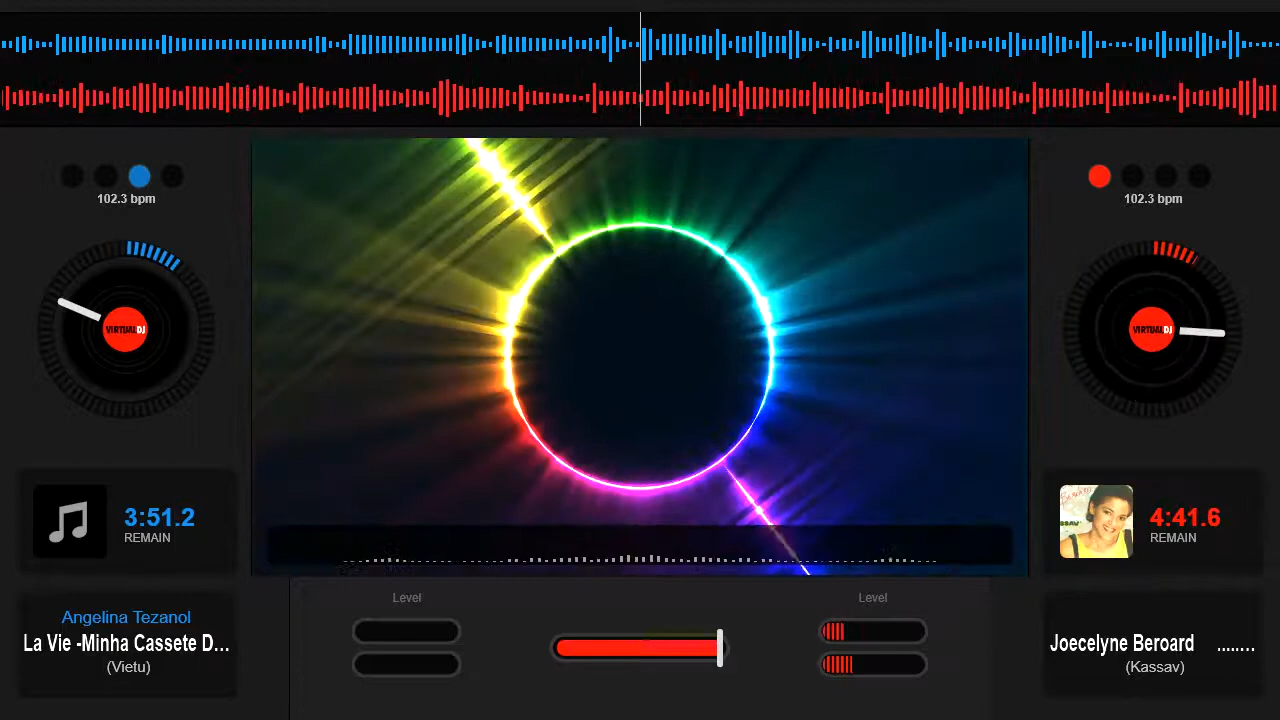 102.3 bpm
102.3 bpm
VIRTUALDJ
VIRTUALDJ
3:51.2
REMAIN
4:41.6
REMAIN
Level
Level
Angelina Tezanol
La Vie -Minha Cassete D...
(Vietu)
Joecelyne Beroard ........
(Kassav)